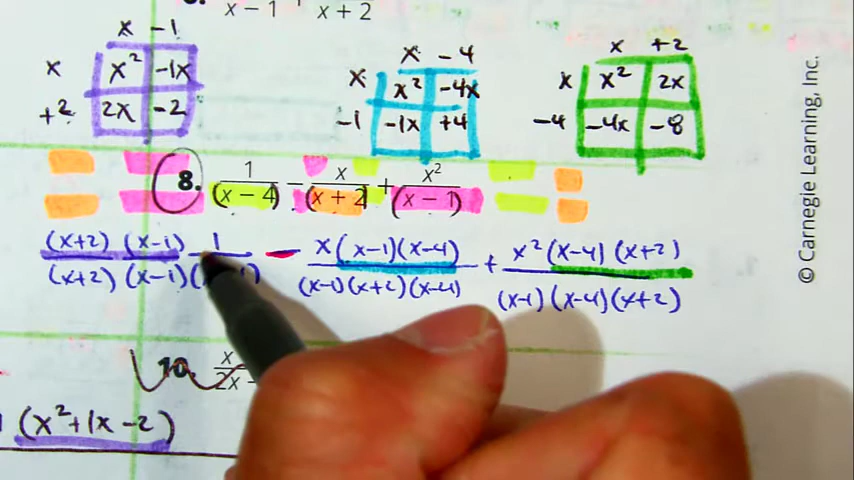 x - 1    x + 2
x   - 1
x   x²   -1x
+2   2x   -2
x   - 4
x   x²   -4x
-1   -1x   +4
x   +2
x   x²   2x
-4   -4x   -8
8. 1/(x - 4) - x/(x + 2) + x²/(x - 1)
(x+2) (x-1) 1 - x(x-1)(x-4) + x²(x-4)(x+2)
(x+2) (x-1)( (x-1)(x+2)(x-4) (x-1)(x-4)(x+2)
10. x
2x
(x²+1x-2)
© Carnegie Learning, Inc.